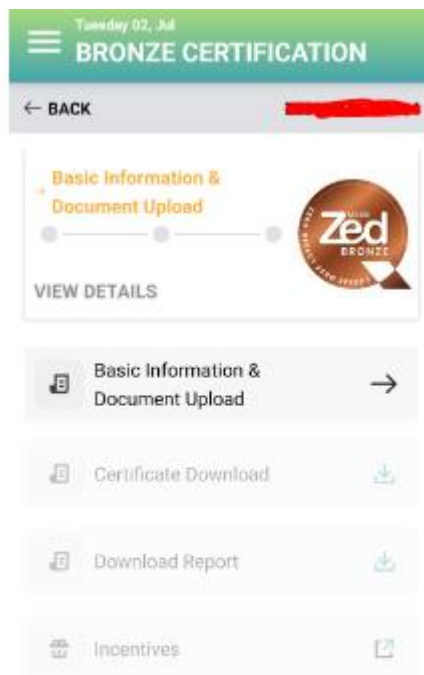 Tuesday 02, Jul
BRONZE CERTIFICATION
← BACK
→ Basic Information &
Document Upload
Zed
BRONZE
VIEW DETAILS
Basic Information &
Document Upload
Certificate Download
Download Report
Incentives